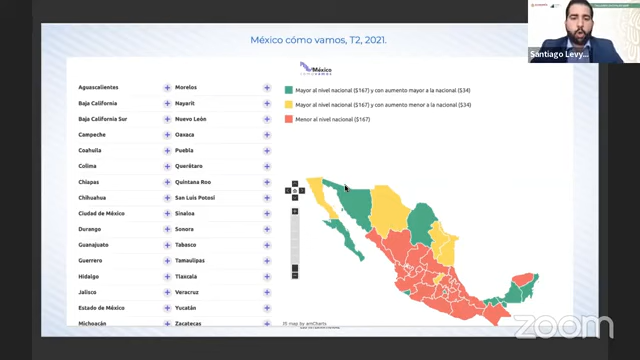 México cómo vamos, T2, 2021.
México
Aguascalientes + Morelos +
Baja California + Nayarit +
Baja California Sur + Nuevo León +
Campeche + Oaxaca +
Coahuila + Puebla +
Colima + Querétaro +
Chiapas + Quintana Roo +
Chihuahua + San Luis Potosí +
Ciudad de México + Sinaloa +
Durango + Sonora +
Guanajuato + Tabasco +
Guerrero + Tamaulipas +
Hidalgo + Tlaxcala +
Jalisco + Veracruz +
Estado de México + Yucatán +
Michoacán + Zacatecas +
Mayor al nivel nacional ($167) y con aumento mayor a la nacional ($34)
Mayor al nivel nacional ($167) y con aumento menor a la nacional ($34)
Menor al nivel nacional ($167)
JS map by amCharts
Santiago Levy...
zoom